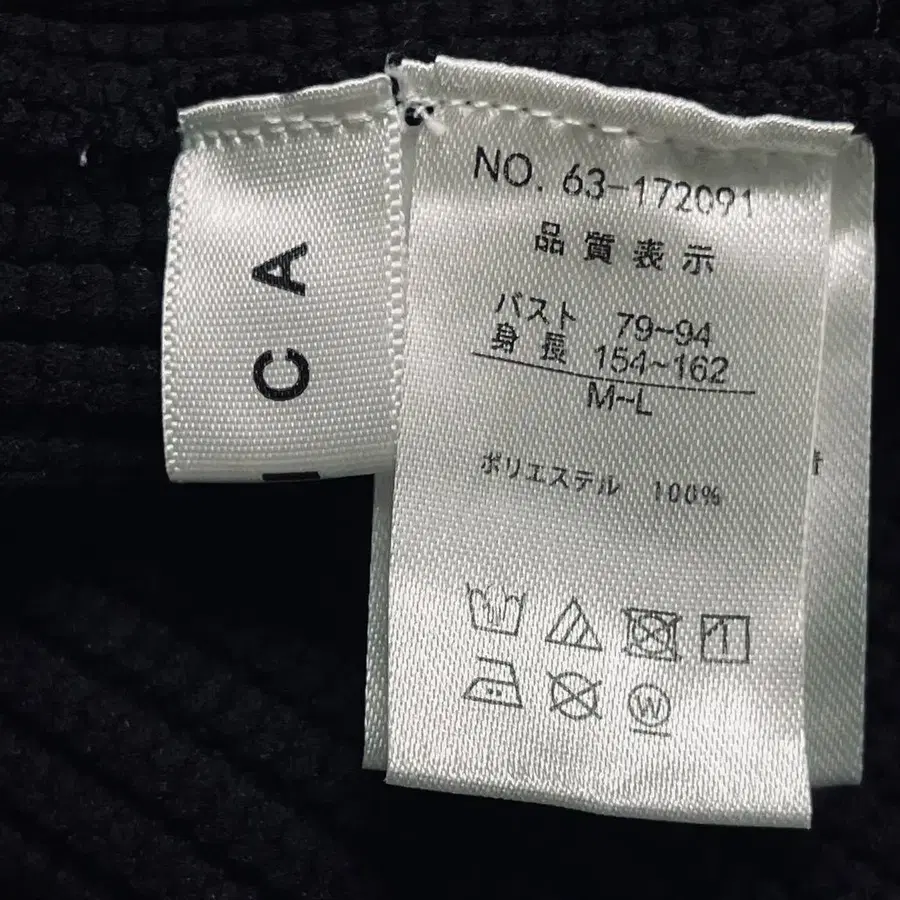 CA
NO. 63-172091
品質表示
バスト 79~94
身長 154~162
M~L
ポリエステル 100%
W